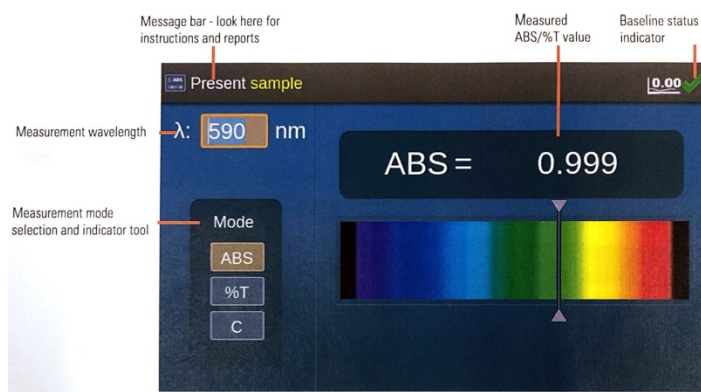 Message bar - look here for
instructions and reports
Measured
ABS/%T value
Baseline status
indicator
Present sample
0.00
Measurement wavelength
λ: 590 nm
ABS = 0.999
Measurement mode
selection and indicator tool
Mode
ABS
%T
C